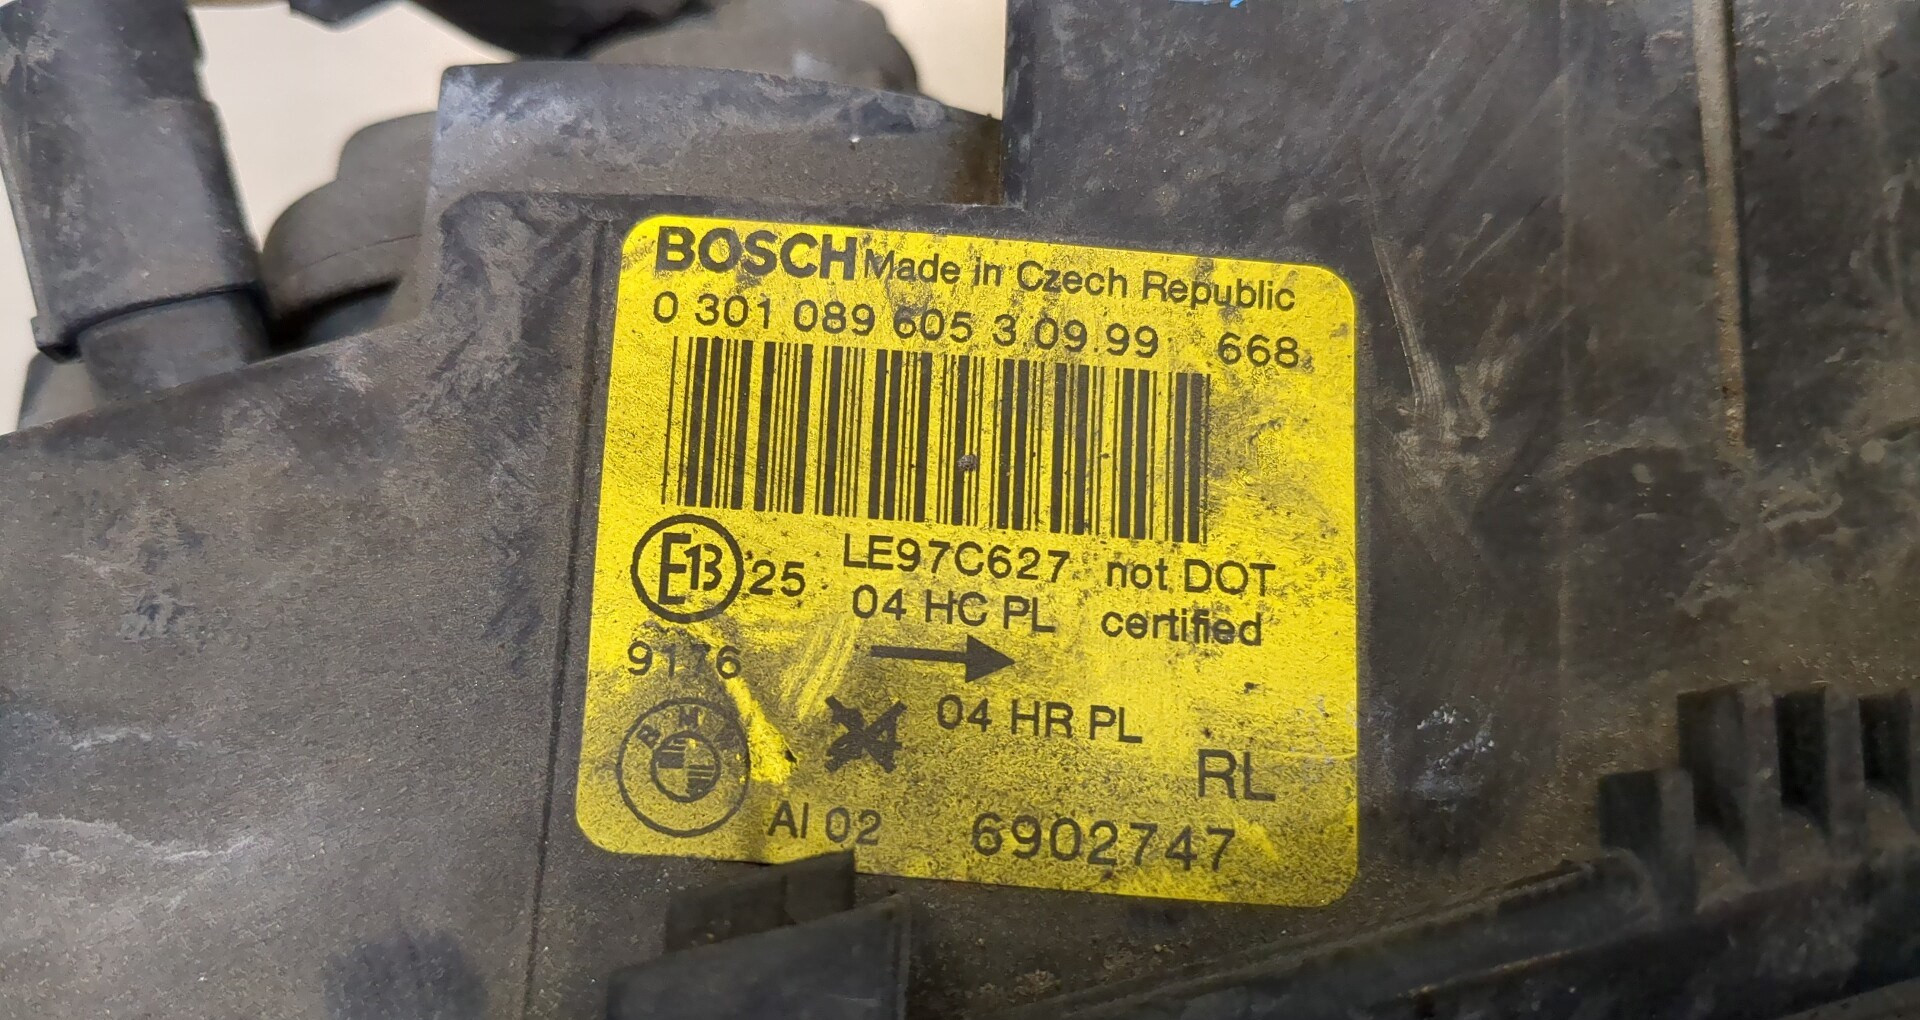 BOSCH Made in Czech Republic
0 301 089 605 3 09.99 668
E13 25 LE97C627 not DOT
04 HC PL certified
9176
04 HR PL
BMW
RL
AI 02 6902747